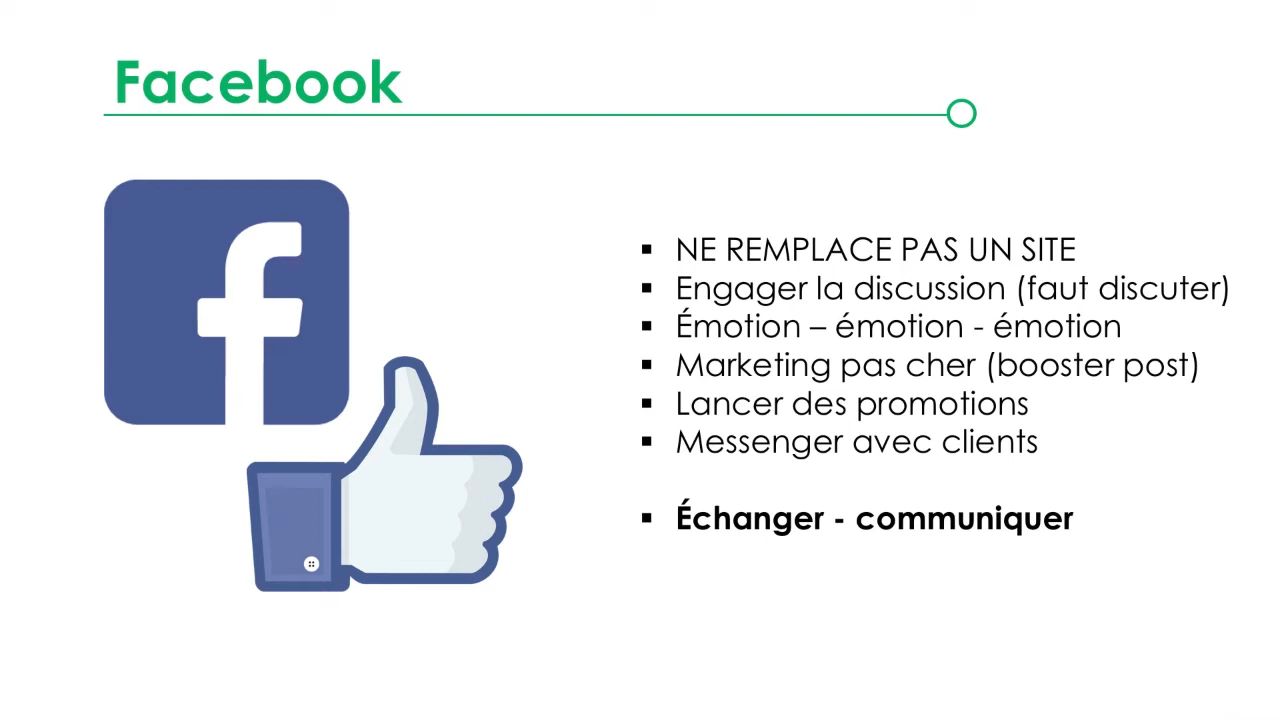 Facebook
NE REMPLACE PAS UN SITE
Engager la discussion (faut discuter)
Émotion – émotion - émotion
Marketing pas cher (booster post)
Lancer des promotions
Messenger avec clients
Échanger - communiquer